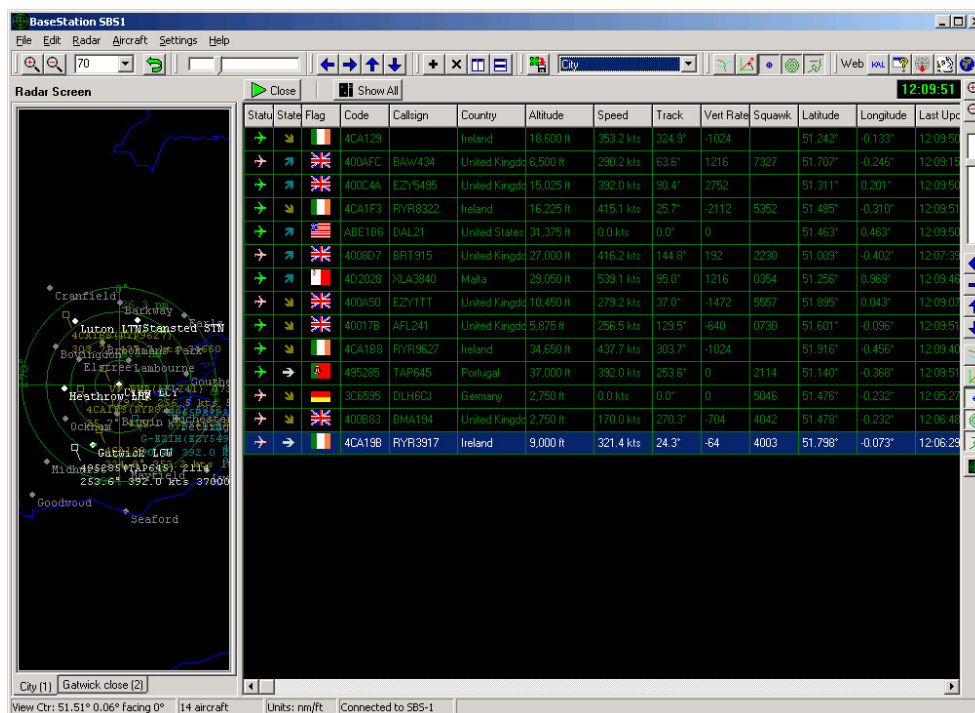 BaseStation SBS1
File Edit Radar Aircraft Settings Help
70 City Web KAL
Radar Screen Close Show All 12:09:51
Statu State Flag Code Callsign Country Altitude Speed Track Vert Rate Squawk Latitude Longitude Last Upd
4CA129 Ireland 18,600 ft 353.2 kts 324.9° -1024 51.242° -0.133° 12:09:50
400AFC BAW434 United Kingdo 6,500 ft 290.2 kts 63.6° 1216 7327 51.707° -0.246° 12:09:15
400C4A EZY5495 United Kingdo 15,025 ft 392.0 kts 90.4° 2752 51.311° 0.201° 12:09:50
4CA1F3 RYR8322 Ireland 16,225 ft 415.1 kts 25.7° -2112 5352 51.485° -0.310° 12:09:51
ABE1B6 DAL21 United States 31,375 ft 0.0 kts 0.0° 0 51.463° 0.463° 12:09:50
4008D7 BRT915 United Kingdo 27,000 ft 416.2 kts 144.8° 192 2230 51.009° -0.402° 12:07:39
4D2028 XLA3840 Malta 29,050 ft 539.1 kts 95.0° 1216 0354 51.256° 0.969° 12:09:46
400A50 EZY1TT United Kingdo 10,450 ft 279.2 kts 37.0° -1472 5557 51.895° 0.043° 12:09:07
40017B AFL241 United Kingdo 5,875 ft 256.5 kts 129.5° -640 0730 51.601° -0.096° 12:09:51
4CA1B8 RYR9627 Ireland 34,650 ft 437.7 kts 303.7° -1024 51.916° -0.456° 12:09:40
495285 TAP645 Portugal 37,000 ft 392.0 kts 253.6° 0 2114 51.140° -0.368° 12:09:51
3C6595 DLH6CJ Germany 2,750 ft 0.0 kts 0.0° 0 5046 51.476° -0.232° 12:05:27
400B83 BMA194 United Kingdo 2,750 ft 170.0 kts 270.3° -704 4042 51.478° -0.232° 12:06:48
4CA19B RYR3917 Ireland 9,000 ft 321.4 kts 24.3° -64 4003 51.798° -0.073° 12:06:29
Cranfield
Barkway
Luton LTN Stansted STN
4CA1B8(RYR9627)
Bovingdon
Elstree Lambourne
Heathrow LHR City LCY
Ockham Biggin
Gatwick LGW
495285(TAP645) 2114
253.6° 392.0 kts 37000
Goodwood
Seaford
City (1) Gatwick close (2)
View Ctr: 51.51° 0.06° facing 0° 14 aircraft Units: nm/ft Connected to SBS-1